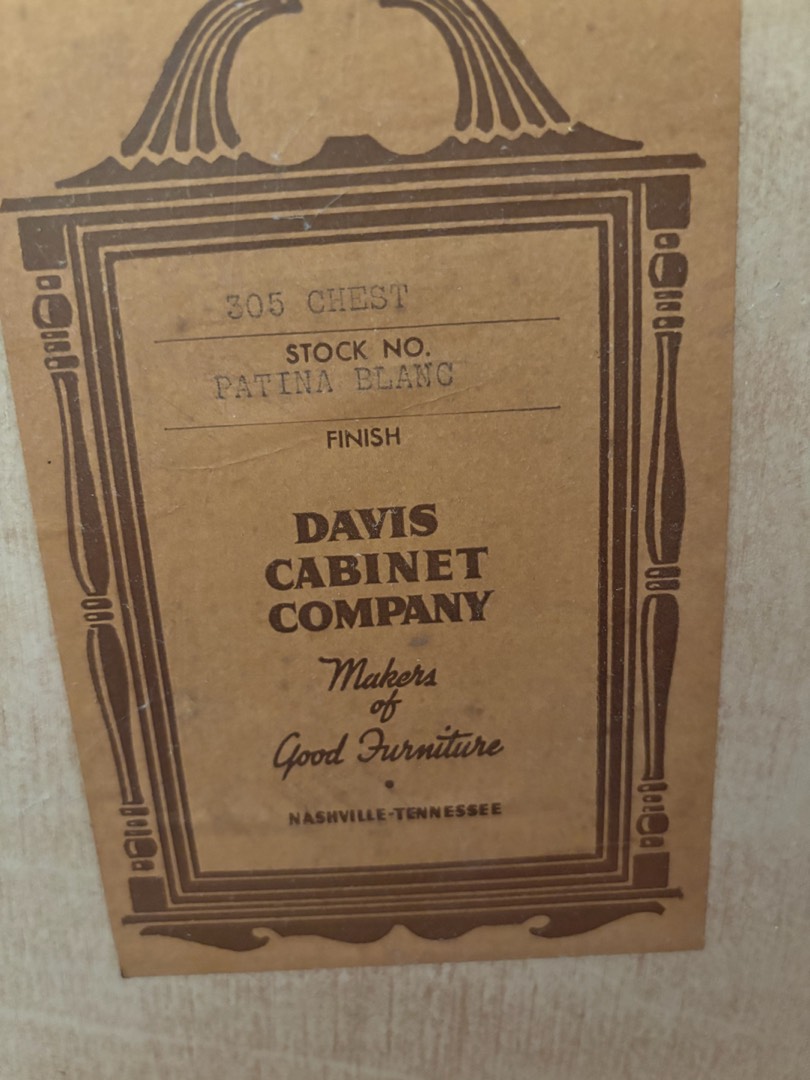 305 CHEST
STOCK NO.
PATINA BLANC
FINISH
DAVIS
CABINET
COMPANY
Makers
of
Good Furniture
NASHVILLE-TENNESSEE